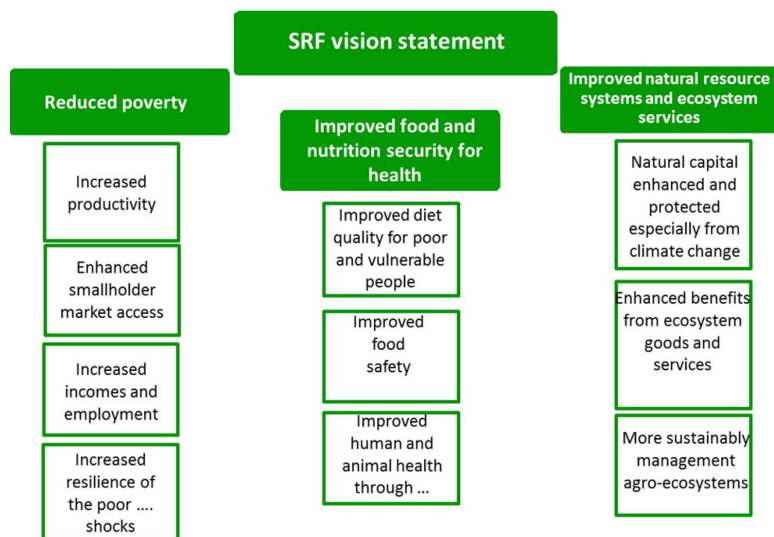 SRF vision statement
Reduced poverty
Increased
productivity
Enhanced
smallholder
market access
Increased
incomes and
employment
Increased
resilience of
the poor ....
shocks
Improved food and
nutrition security for
health
Improved diet
quality for poor
and vulnerable
people
Improved
food
safety
Improved
human and
animal health
through ...
Improved natural resource
systems and ecosystem
services
Natural capital
enhanced and
protected
especially from
climate change
Enhanced benefits
from ecosystem
goods and
services
More sustainably
management
agro-ecosystems